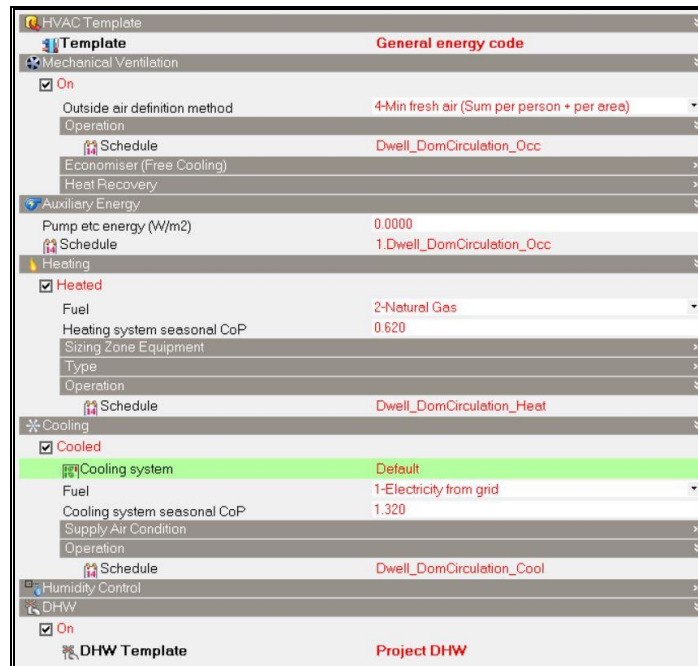 HVAC Template
Template General energy code
Mechanical Ventilation
On
Outside air definition method 4-Min fresh air (Sum per person + per area)
Operation
Schedule Dwell_DomCirculation_Occ
Economiser (Free Cooling)
Heat Recovery
Auxiliary Energy
Pump etc energy (W/m2) 0.0000
Schedule 1.Dwell_DomCirculation_Occ
Heating
Heated
Fuel 2-Natural Gas
Heating system seasonal CoP 0.620
Sizing Zone Equipment
Type
Operation
Schedule Dwell_DomCirculation_Heat
Cooling
Cooled
Cooling system Default
Fuel 1-Electricity from grid
Cooling system seasonal CoP 1.320
Supply Air Condition
Operation
Schedule Dwell_DomCirculation_Cool
Humidity Control
DHW
On
DHW Template Project DHW